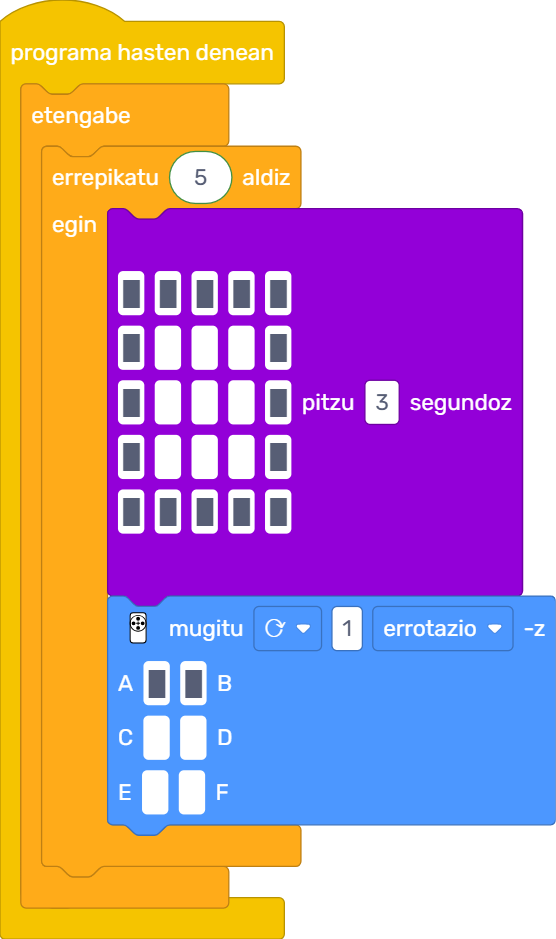 programa hasten denean
etengabe
errepikatu 5 aldiz
egin
pitzu 3 segundoz
mugitu 1 errotazio -z
A B
C D
E F